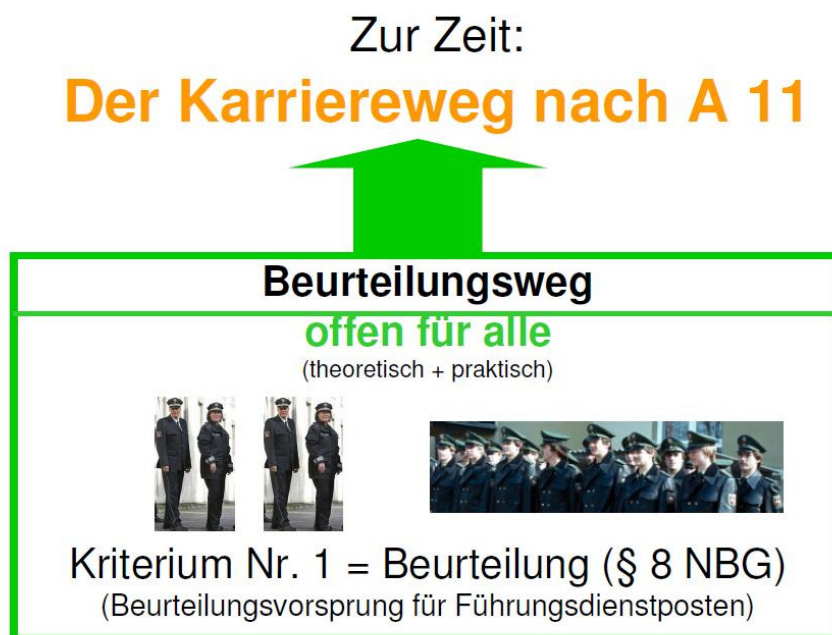 Zur Zeit:
Der Karriereweg nach A 11
Beurteilungsweg
offen für alle
(theoretisch + praktisch)
Kriterium Nr. 1 = Beurteilung (§ 8 NBG)
(Beurteilungsvorsprung für Führungsdienstposten)